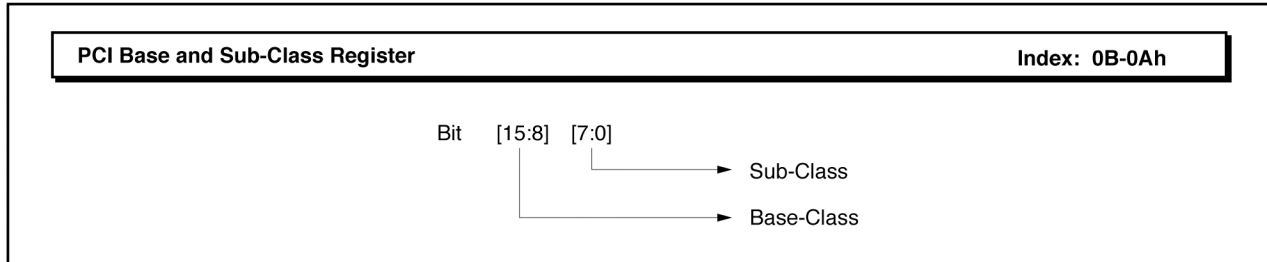 PCI Base and Sub-Class Register Index: 0B-0Ah
Bit [15:8] [7:0]
Sub-Class
Base-Class